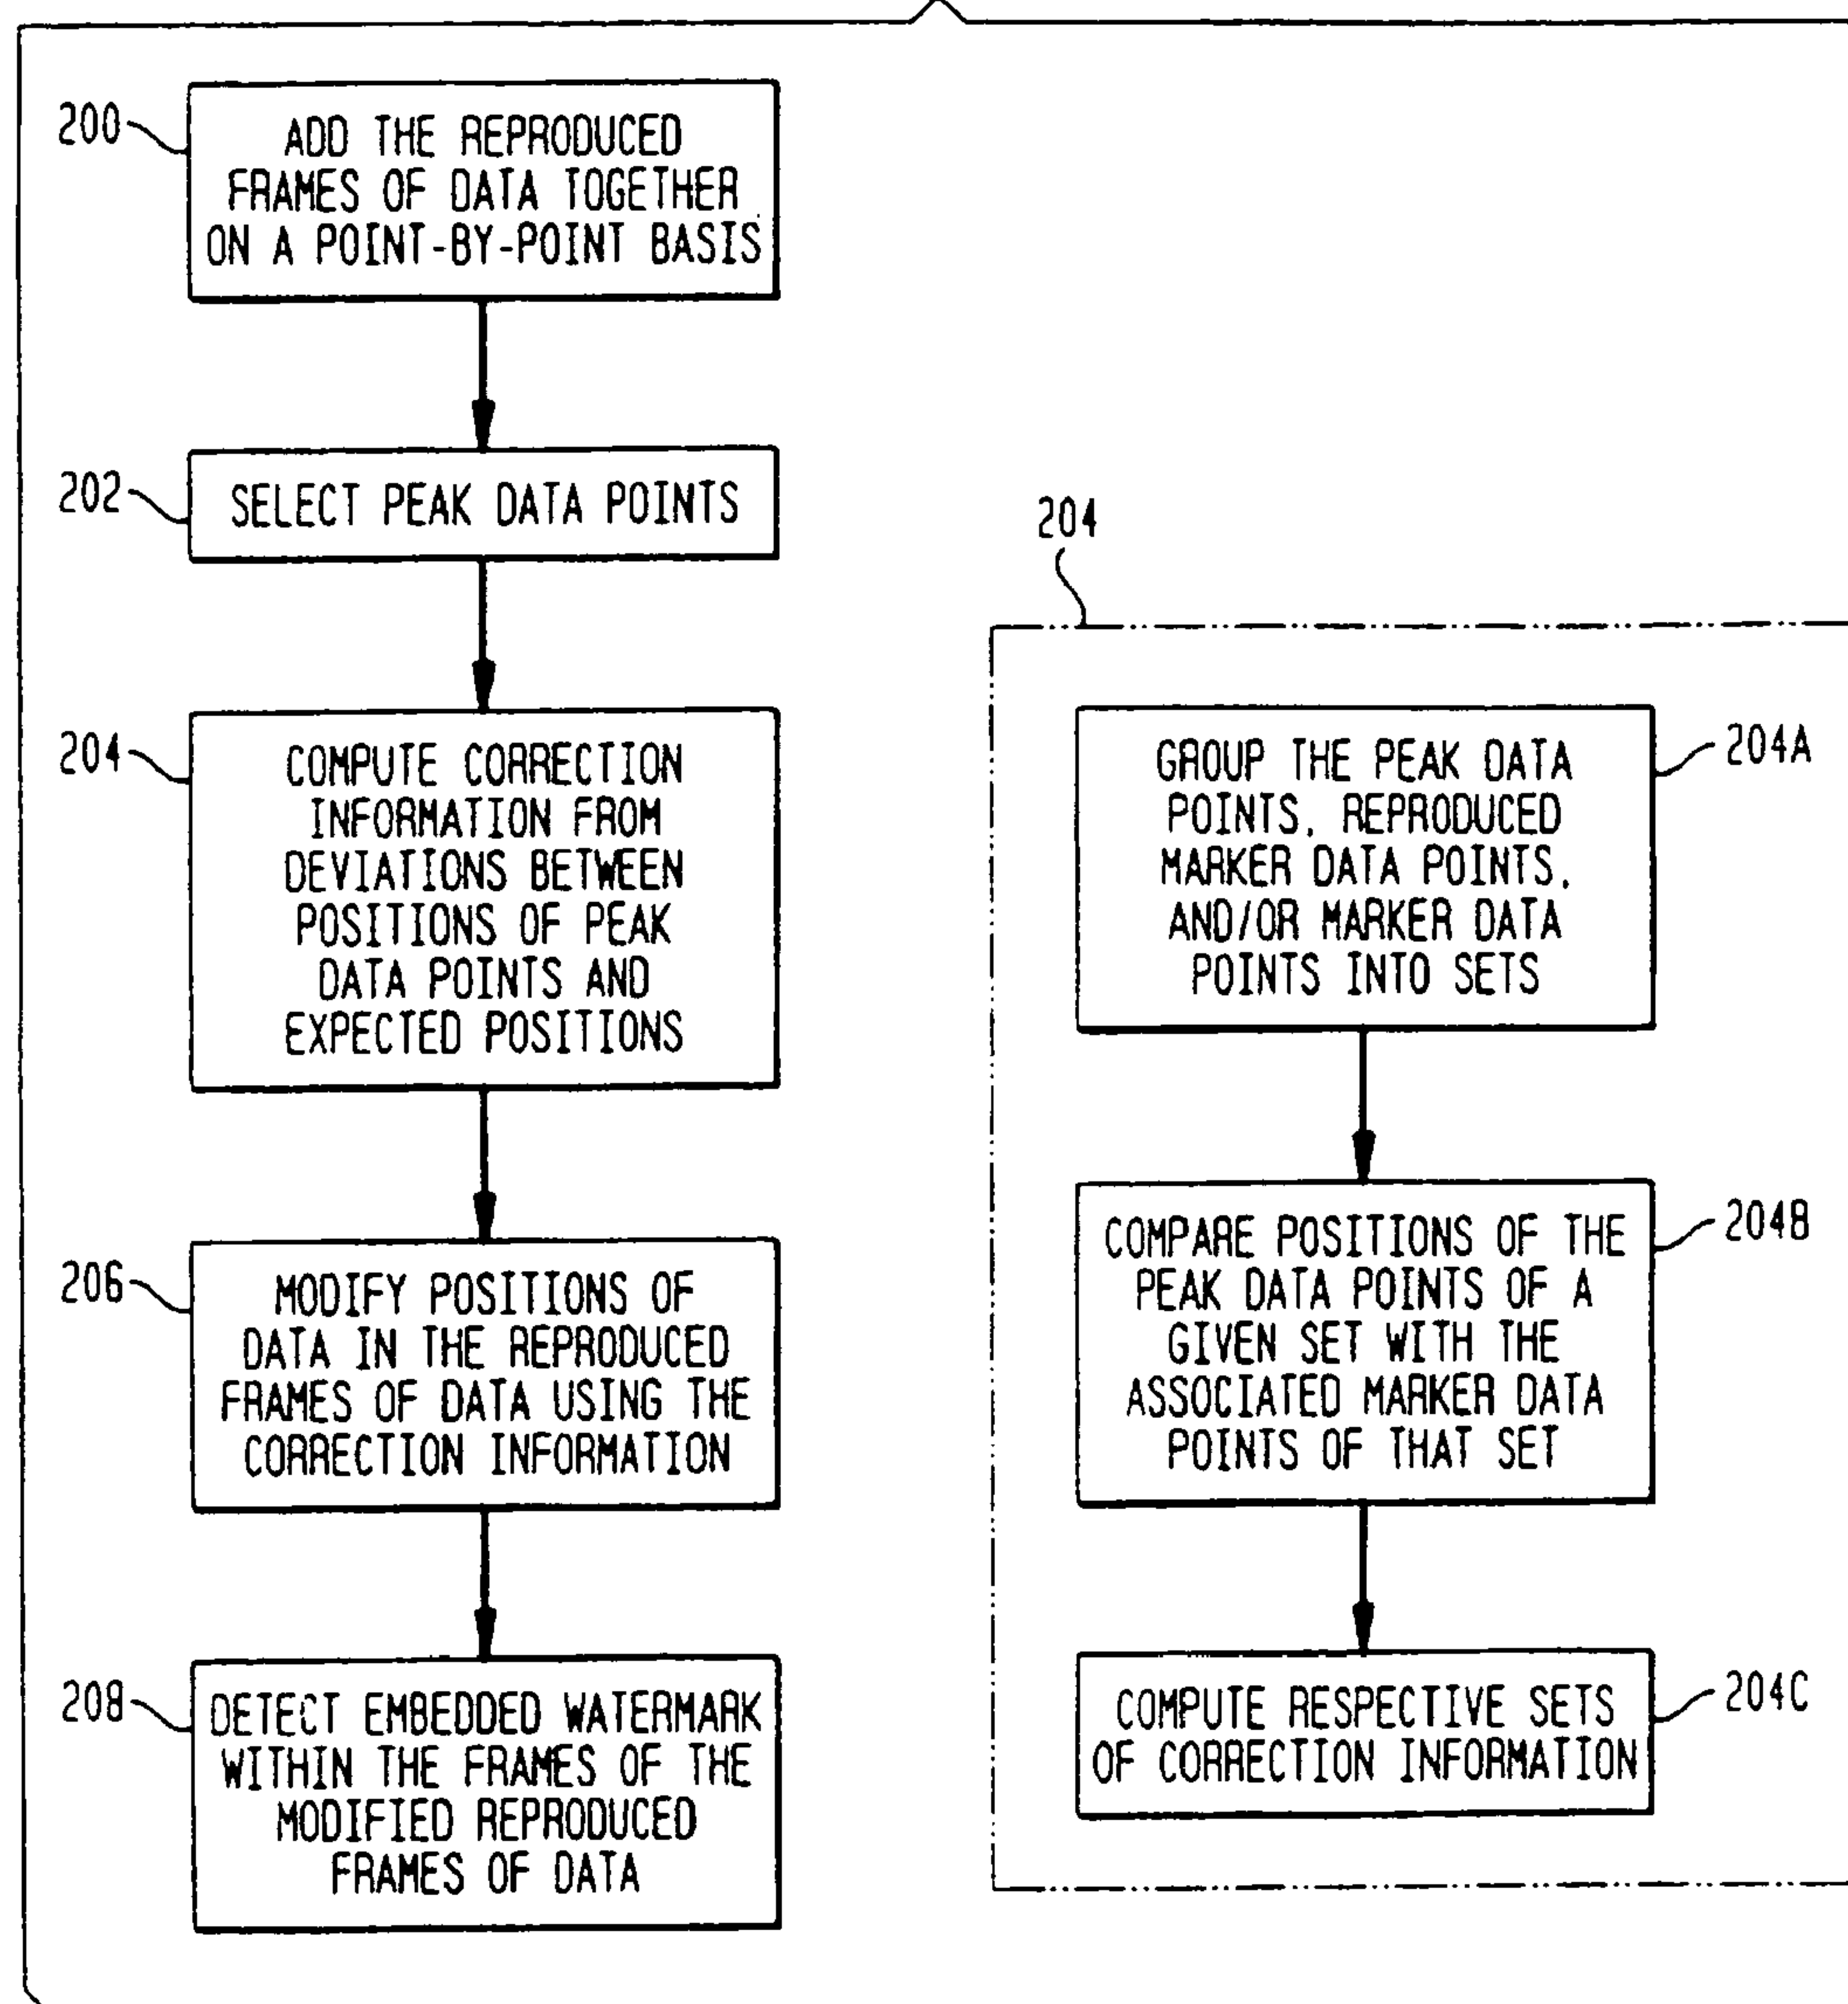 200
ADD THE REPRODUCED
FRAMES OF DATA TOGETHER
ON A POINT-BY-POINT BASIS
202
SELECT PEAK DATA POINTS
204
COMPUTE CORRECTION
INFORMATION FROM
DEVIATIONS BETWEEN
POSITIONS OF PEAK
DATA POINTS AND
EXPECTED POSITIONS
206
MODIFY POSITIONS OF
DATA IN THE REPRODUCED
FRAMES OF DATA USING THE
CORRECTION INFORMATION
208
DETECT EMBEDDED WATERMARK
WITHIN THE FRAMES OF THE
MODIFIED REPRODUCED
FRAMES OF DATA
204
204A
GROUP THE PEAK DATA
POINTS, REPRODUCED
MARKER DATA POINTS,
AND/OR MARKER DATA
POINTS INTO SETS
204B
COMPARE POSITIONS OF THE
PEAK DATA POINTS OF A
GIVEN SET WITH THE
ASSOCIATED MARKER DATA
POINTS OF THAT SET
204C
COMPUTE RESPECTIVE SETS
OF CORRECTION INFORMATION